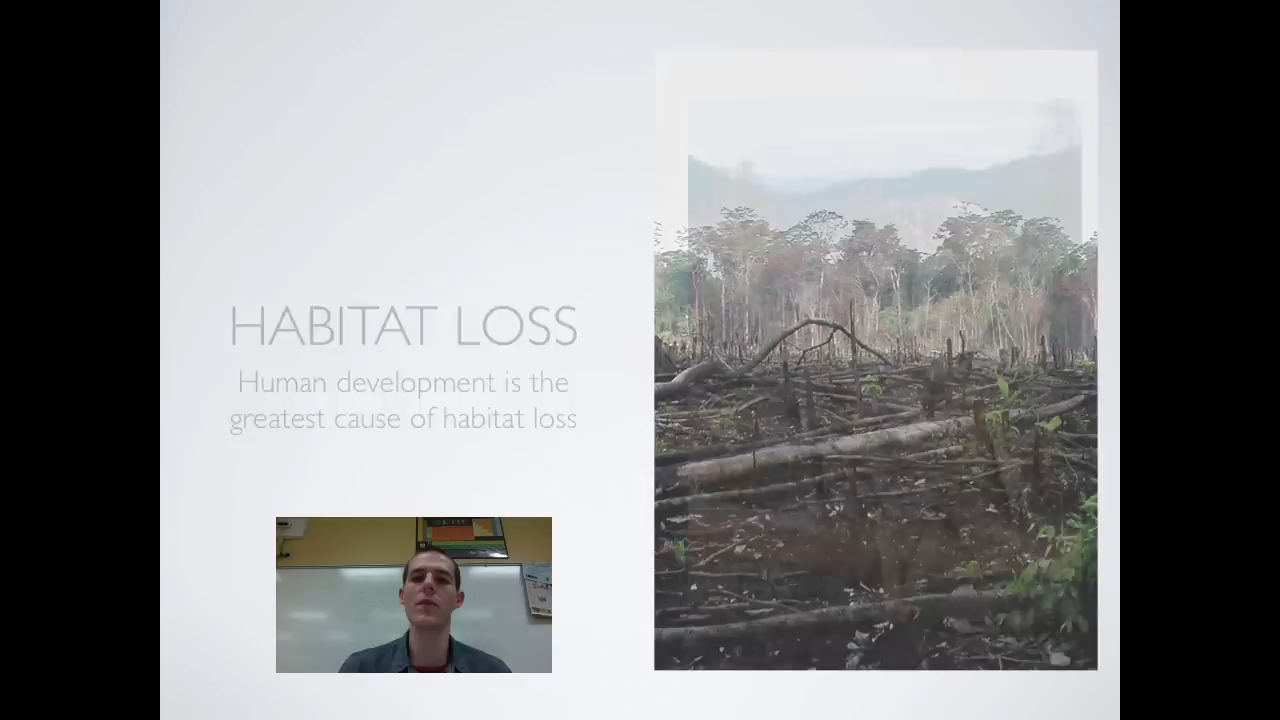 HABITAT LOSS
Human development is the
greatest cause of habitat loss